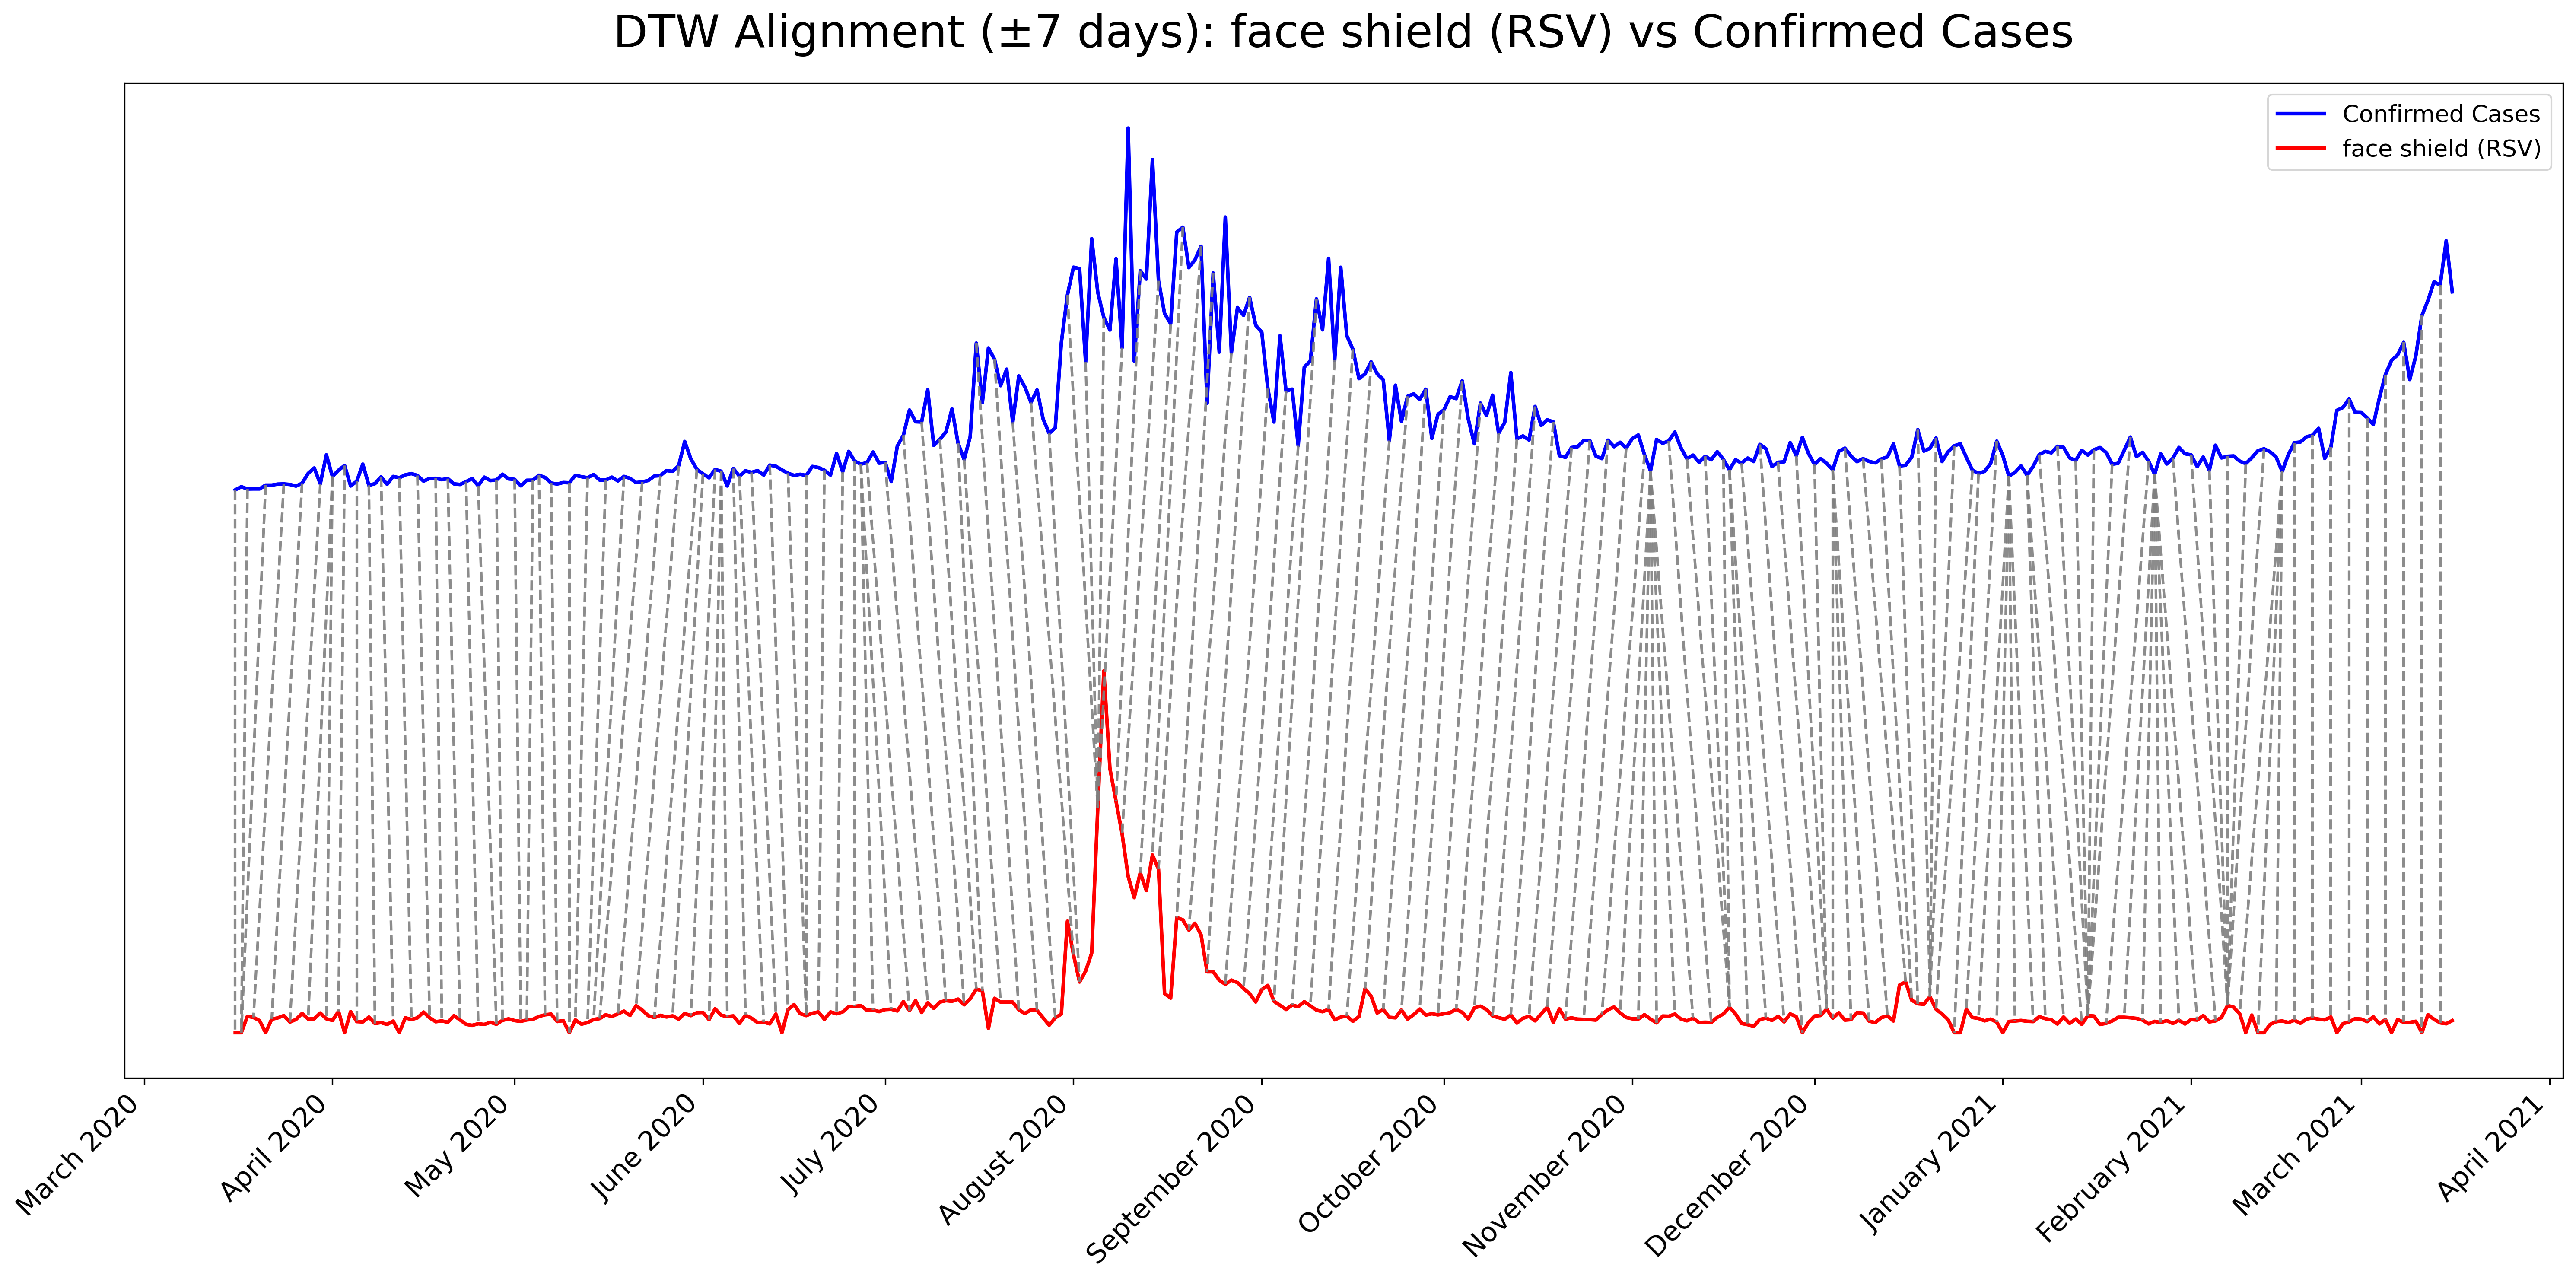 DTW Alignment (±7 days): face shield (RSV) vs Confirmed Cases
Confirmed Cases
face shield (RSV)
March 2020
April 2020
May 2020
June 2020
July 2020
August 2020
September 2020
October 2020
November 2020
December 2020
January 2021
February 2021
March 2021
April 2021